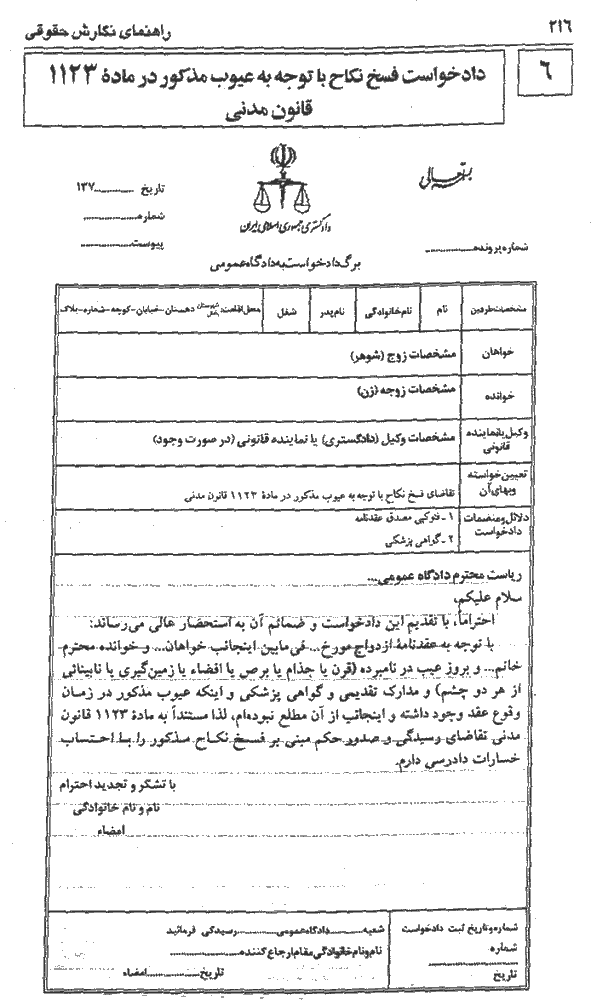 ۲۱۶
راهنمای نگارش حقوقی
۶
دادخواست فسخ نکاح با توجه به عیوب مذکور در مادهٔ ۱۱۲۳
قانون مدنی
بسمه تعالی
تاریخ ............۱۳۷
شماره................
پیوست................
دادگستری جمهوری اسلامی ایران
شماره پرونده................
برگ دادخواست به دادگاه عمومی
مشخصات طرفین
نام
نام خانوادگی
نام پدر
شغل
محل اقامت: شهرستان بخش دهستان - خیابان - کوچه - شماره - پلاک
خواهان
مشخصات زوج (شوهر)
خوانده
مشخصات زوجه (زن)
وکیل یا نماینده قانونی
مشخصات وکیل (دادگستری) یا نماینده قانونی (در صورت وجود)
تعیین خواسته وبهای آن
تقاضای فسخ نکاح با توجه به عیوب مذکور در مادهٔ ۱۱۲۳ قانون مدنی
دلائل و منضمات دادخواست
۱ـ فتوکپی مصدق عقدنامه
۲ـ گواهی پزشکی
ریاست محترم دادگاه عمومی...
سلام علیکم،
احتراماً، با تقدیم این دادخواست و ضمائم آن به استحضار عالی می‌رساند:
با توجه به عقدنامهٔ ازدواج مورخ... فی مابین اینجانب خواهان... و خوانده محترم
خانم... و بروز عیب در نامبرده (قرن یا جذام یا برص یا افضاء یا زمین‌گیری یا نابینائی
از هر دو چشم) و مدارک تقدیمی و گواهی پزشکی و اینکه عیوب مذکور در زمان
وقوع عقد وجود داشته و اینجانب از آن مطلع نبوده‌ام، لذا مستنداً به مادهٔ ۱۱۲۳ قانون
مدنی تقاضای رسیدگی و صدور حکم مبنی بر فسخ نکاح مذکور را با احتساب
خسارات دادرسی دارم.
با تشکر و تجدید احترام
نام و نام خانوادگی
امضاء
شماره و تاریخ ثبت دادخواست
شماره
تاریخ
شعبه............دادگاه عمومی............رسیدگی فرمائید
نام و نام خانوادگی مقام ارجاع کننده................
تاریخ................امضاء